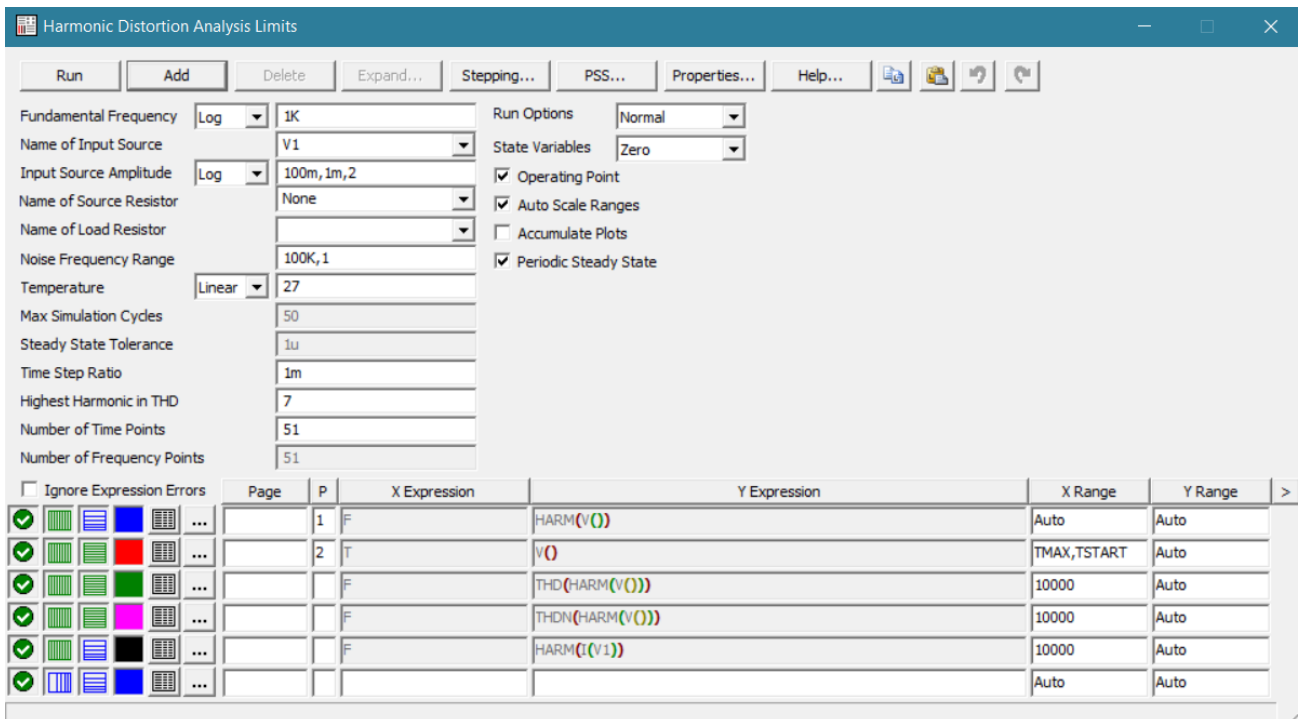 Harmonic Distortion Analysis Limits
Run Add Delete Expand... Stepping... PSS... Properties... Help...
Fundamental Frequency Log 1K Run Options Normal
Name of Input Source V1 State Variables Zero
Input Source Amplitude Log 100m,1m,2 Operating Point
Name of Source Resistor None Auto Scale Ranges
Name of Load Resistor Accumulate Plots
Noise Frequency Range 100K,1 Periodic Steady State
Temperature Linear 27
Max Simulation Cycles 50
Steady State Tolerance 1u
Time Step Ratio 1m
Highest Harmonic in THD 7
Number of Time Points 51
Number of Frequency Points 51
Ignore Expression Errors Page P X Expression Y Expression X Range Y Range >
... 1 F HARM(V()) Auto Auto
... 2 T V() TMAX,TSTART Auto
... F THD(HARM(V())) 10000 Auto
... F THDN(HARM(V())) 10000 Auto
... F HARM(I(V1)) 10000 Auto
... Auto Auto